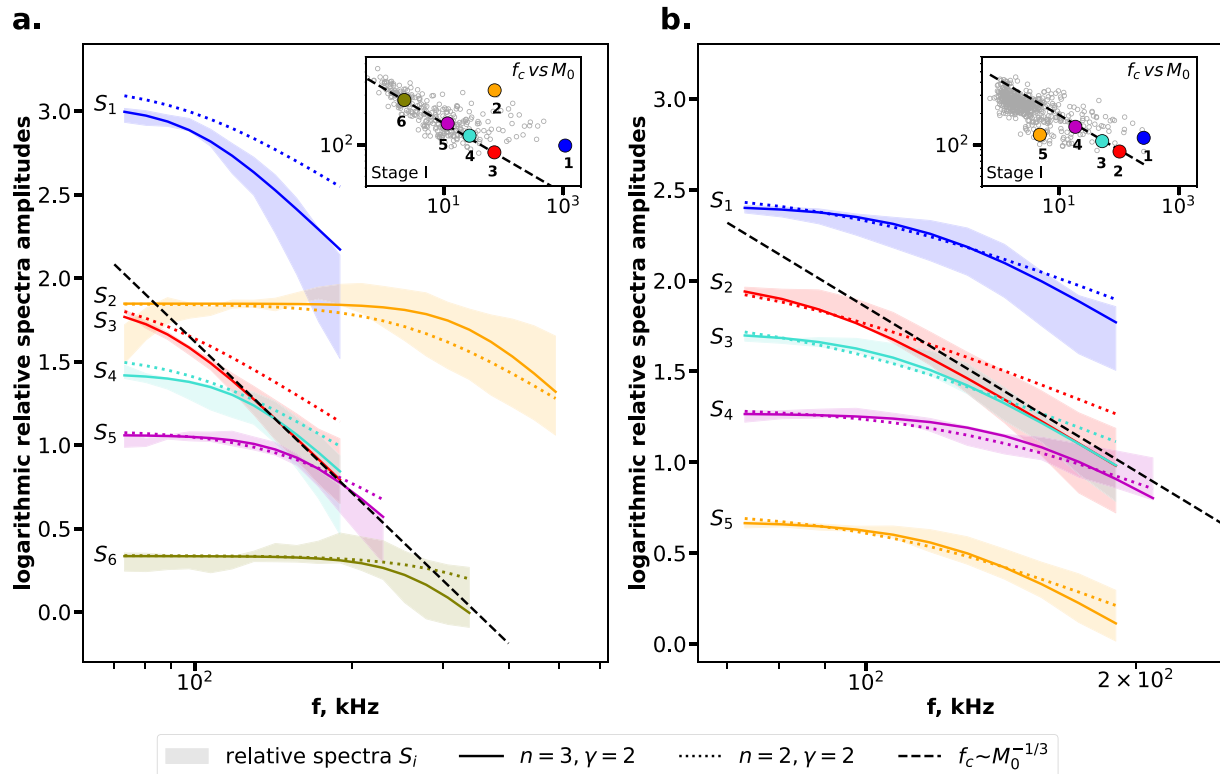 a.
logarithmic relative spectra amplitudes
3.0
2.5
2.0
1.5
1.0
0.5
0.0
S₁
S₂
S₃
S₄
S₅
S₆
f_c vs M₀
10²
6
5
4
3
2
1
Stage I
10¹
10³
10²
f, kHz
b.
logarithmic relative spectra amplitudes
3.0
2.5
2.0
1.5
1.0
0.5
0.0
S₁
S₂
S₃
S₄
S₅
f_c vs M₀
10²
5
4
3
2
1
Stage I
10¹
10³
10²
2 × 10²
f, kHz
relative spectra Sᵢ
n = 3, γ = 2
n = 2, γ = 2
f_c~M₀^{-1/3}